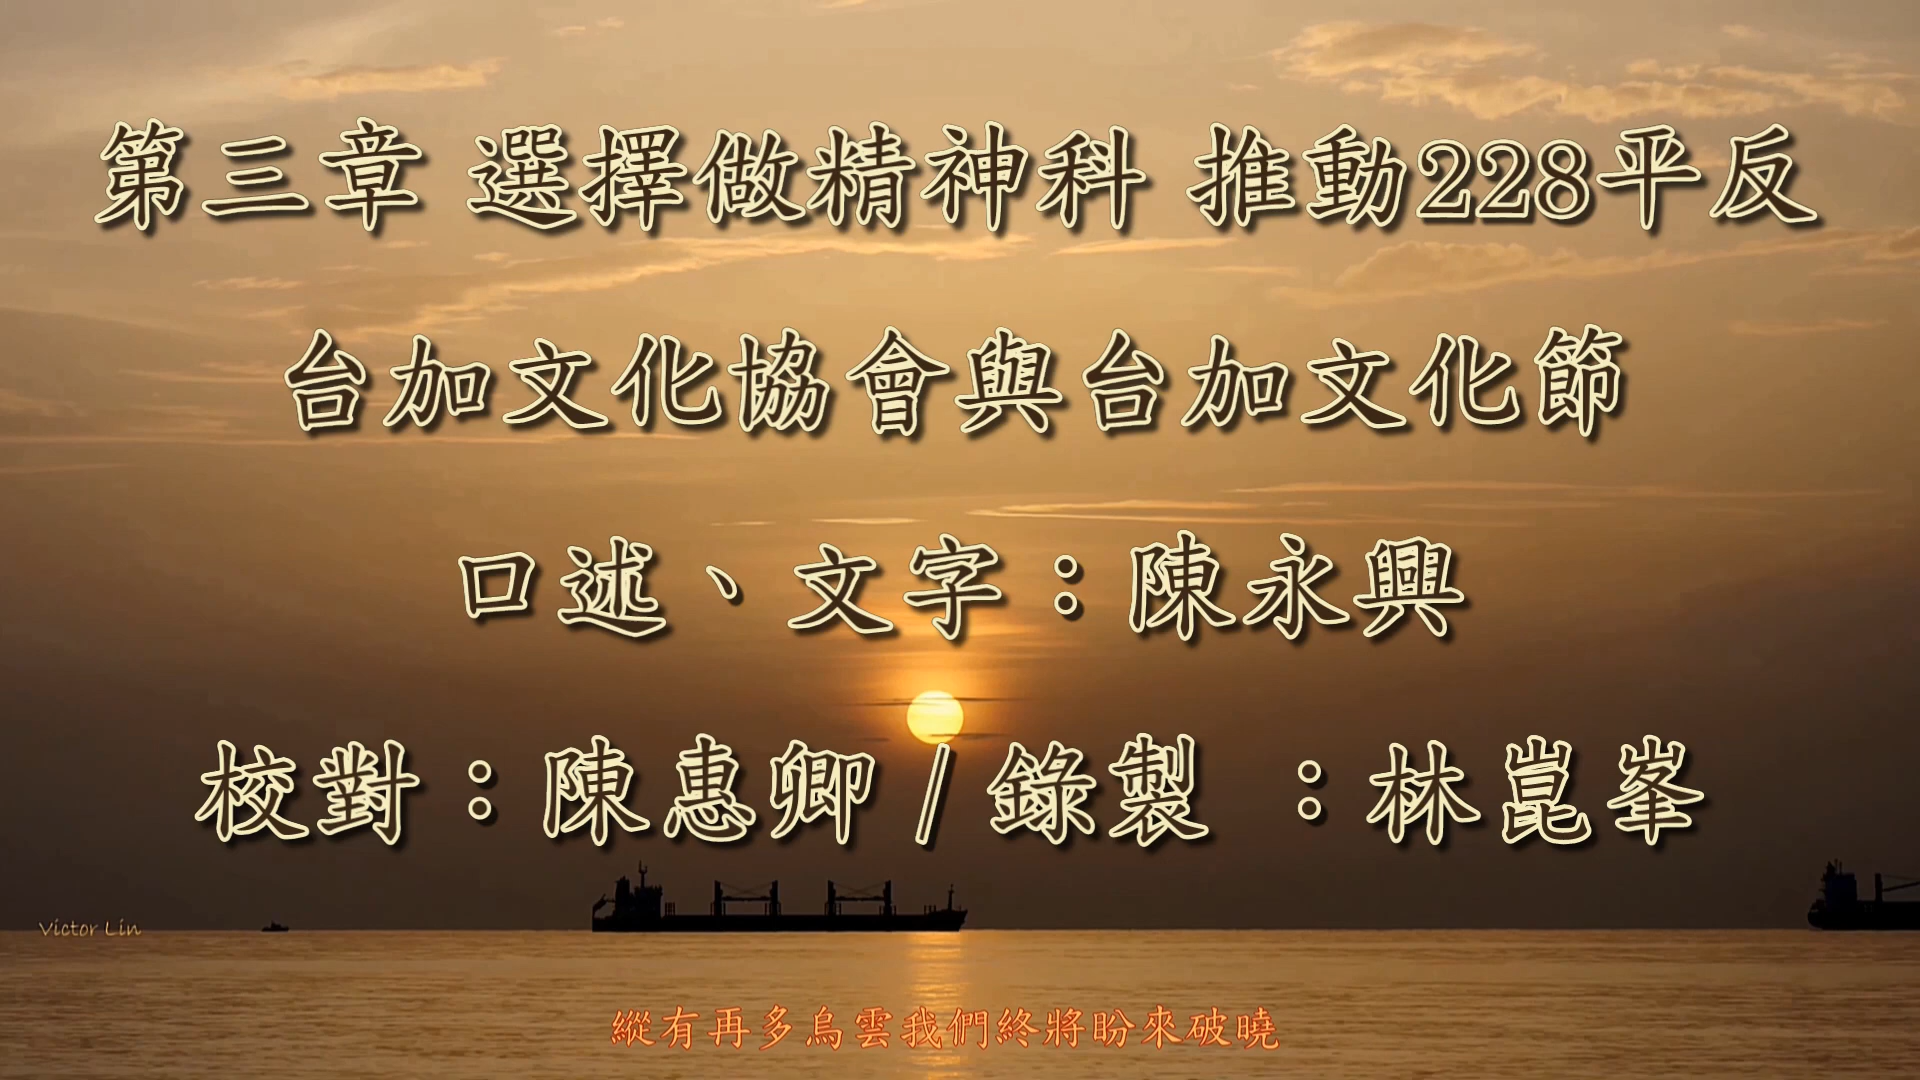 第三章 選擇做精神科 推動228平反
台加文化協會與台加文化節
口述、文字：陳永興
校對：陳惠卿 / 錄製 ：林崑峯
Victor Lin
縱有再多烏雲我們終將盼來破曉